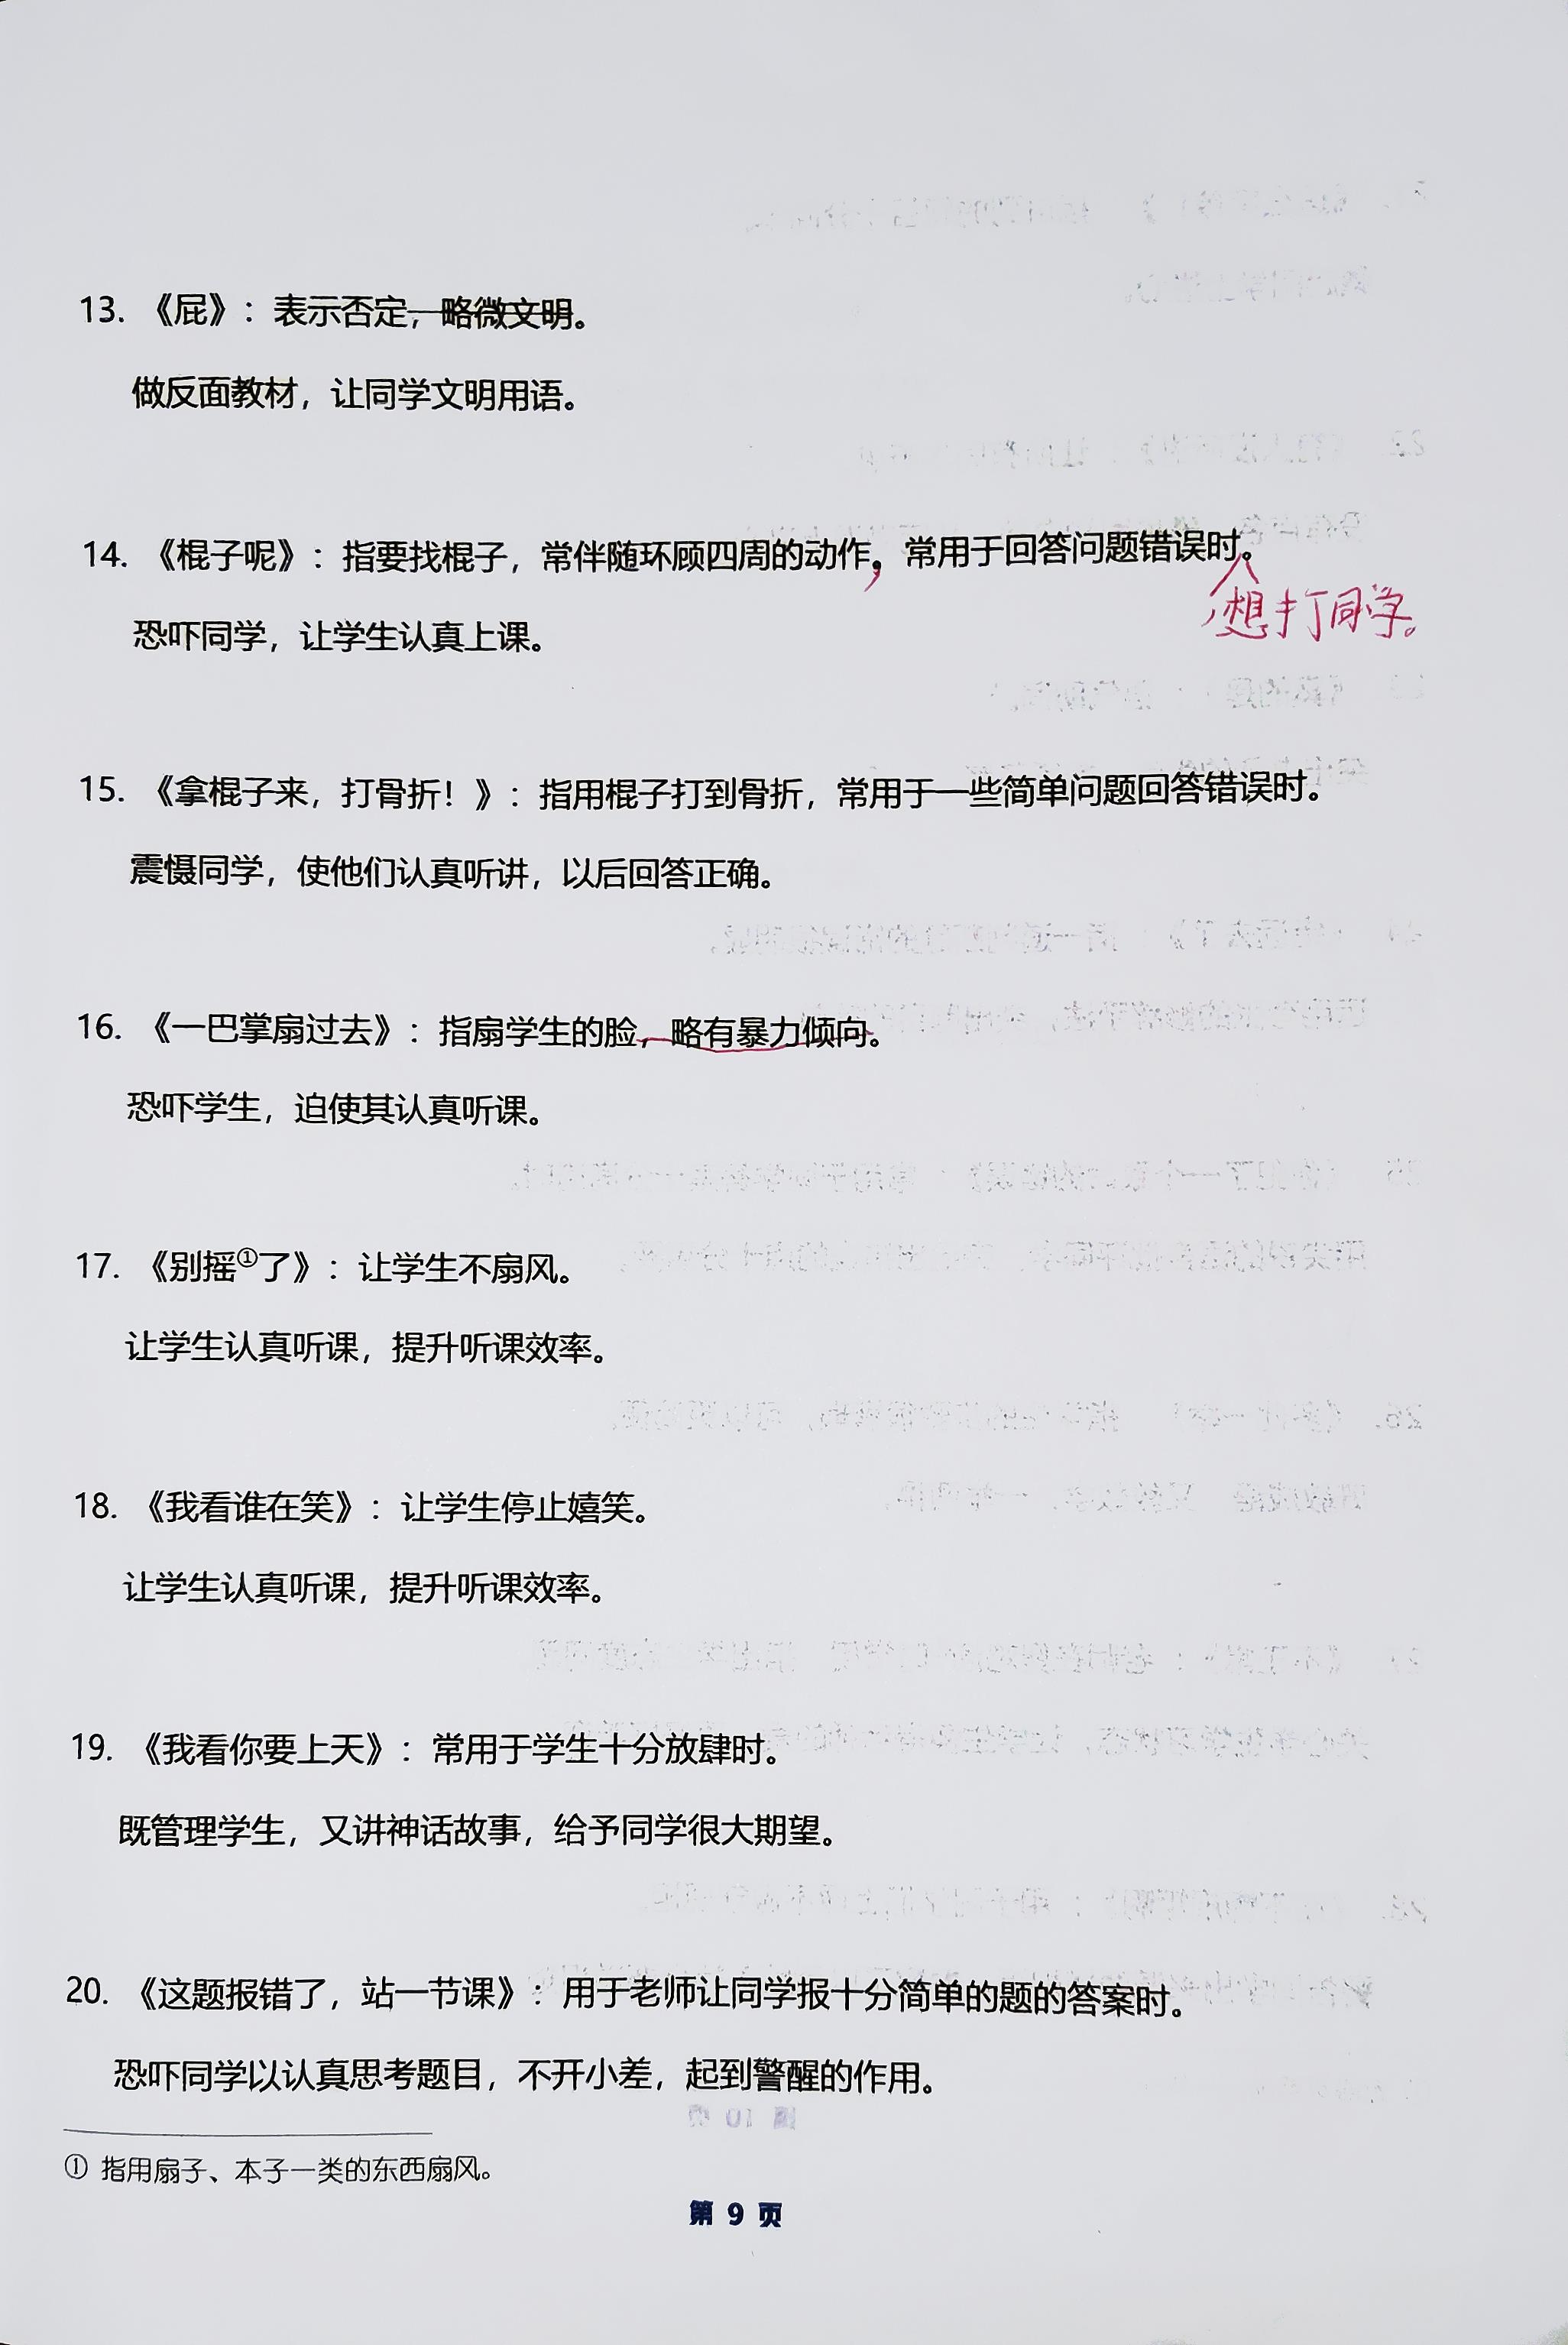 13. 《屁》：表示否定，略微文明。
做反面教材，让同学文明用语。
14. 《棍子呢》：指要找棍子，常伴随环顾四周的动作，常用于回答问题错误时。
，想打同学。
恐吓同学，让学生认真上课。
15. 《拿棍子来，打骨折！》：指用棍子打到骨折，常用于一些简单问题回答错误时。
震慑同学，使他们认真听讲，以后回答正确。
16. 《一巴掌扇过去》：指扇学生的脸，略有暴力倾向。
恐吓学生，迫使其认真听课。
17. 《别摇①了》：让学生不扇风。
让学生认真听课，提升听课效率。
18. 《我看谁在笑》：让学生停止嬉笑。
让学生认真听课，提升听课效率。
19. 《我看你要上天》：常用于学生十分放肆时。
既管理学生，又讲神话故事，给予同学很大期望。
20. 《这题报错了，站一节课》：用于老师让同学报十分简单的题的答案时。
恐吓同学以认真思考题目，不开小差，起到警醒的作用。
① 指用扇子、本子一类的东西扇风。
第 9 页